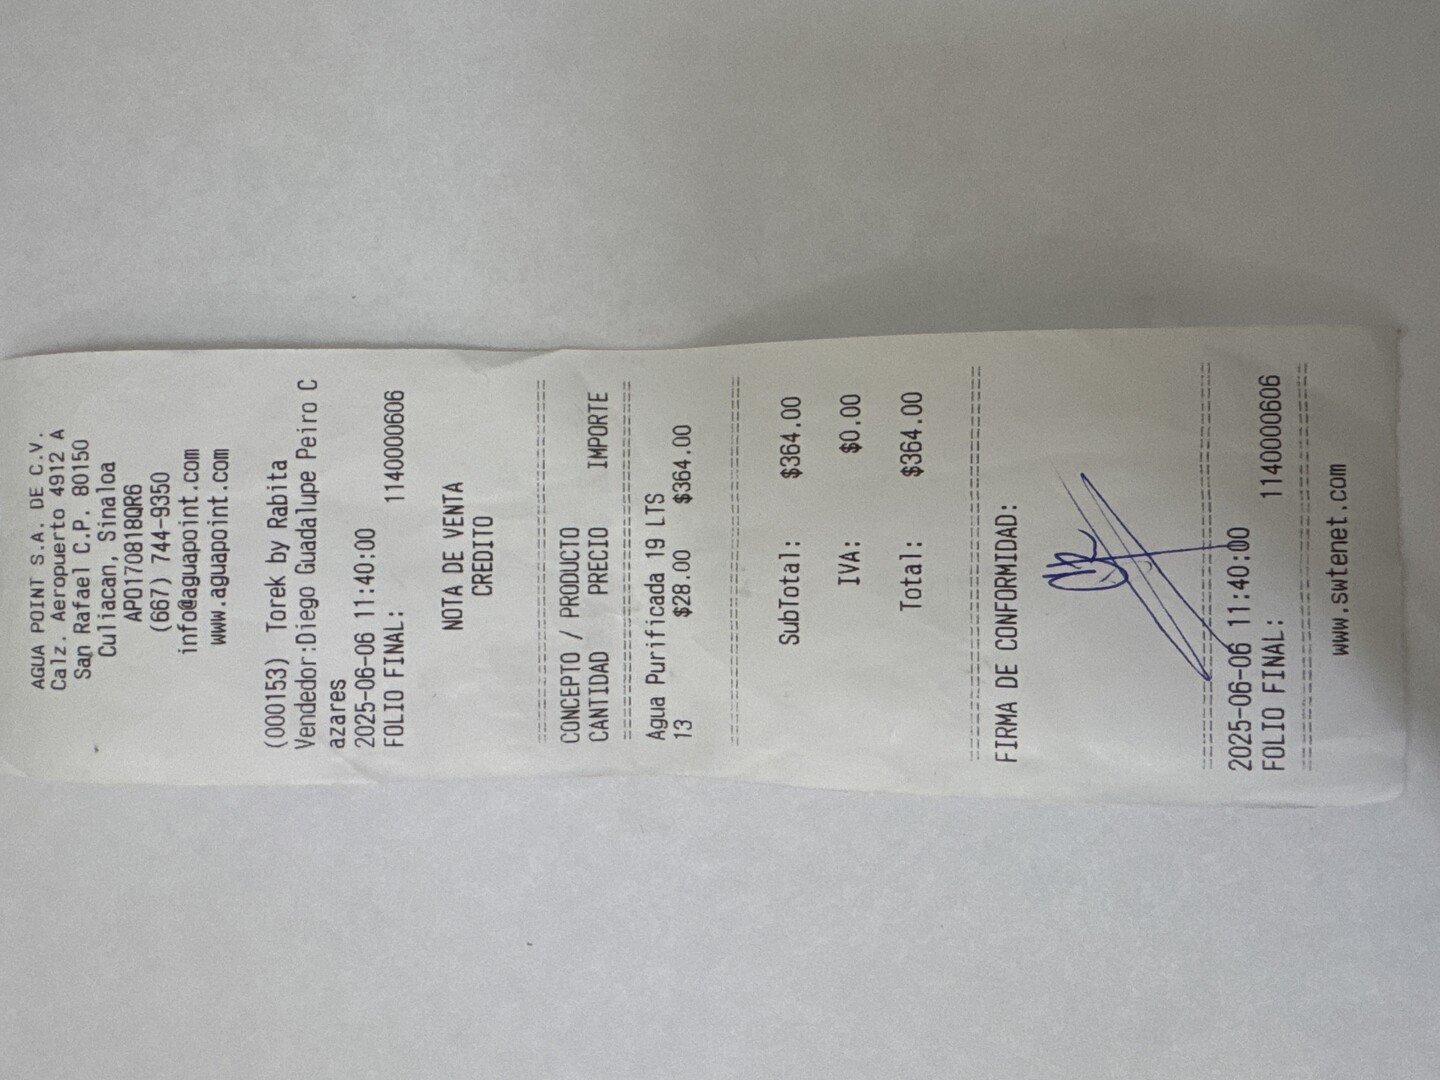 AGUA POINT S.A. DE C.V.
Calz. Aeropuerto 4912 A
San Rafael C.P. 80150
Culiacan, Sinaloa
APO170818QR6
(667) 744-9350
info@aguapoint.com
www.aguapoint.com
(000153) Torek by Rabita
Vendedor:Diego Guadalupe Peiro C
azares
2025-06-06 11:40:00
FOLIO FINAL: 1140000606
NOTA DE VENTA
CREDITO
================================
CONCEPTO / PRODUCTO
CANTIDAD PRECIO IMPORTE
================================
Agua Purificada 19 LTS
13 $28.00 $364.00
================================
SubTotal: $364.00
IVA: $0.00
Total: $364.00
================================
FIRMA DE CONFORMIDAD:
================================
2025-06-06 11:40:00
FOLIO FINAL: 1140000606
================================
www.swtenet.com